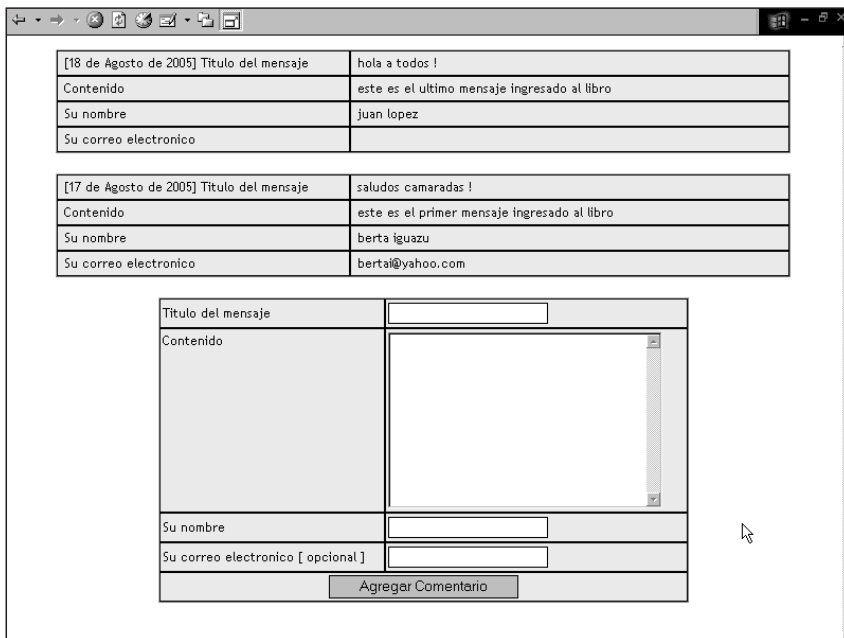 [18 de Agosto de 2005] Titulo del mensaje hola a todos !
Contenido este es el ultimo mensaje ingresado al libro
Su nombre juan lopez
Su correo electronico
[17 de Agosto de 2005] Titulo del mensaje saludos camaradas !
Contenido este es el primer mensaje ingresado al libro
Su nombre berta iguazu
Su correo electronico bertai@yahoo.com
Titulo del mensaje
Contenido
Su nombre
Su correo electronico [ opcional ]
Agregar Comentario